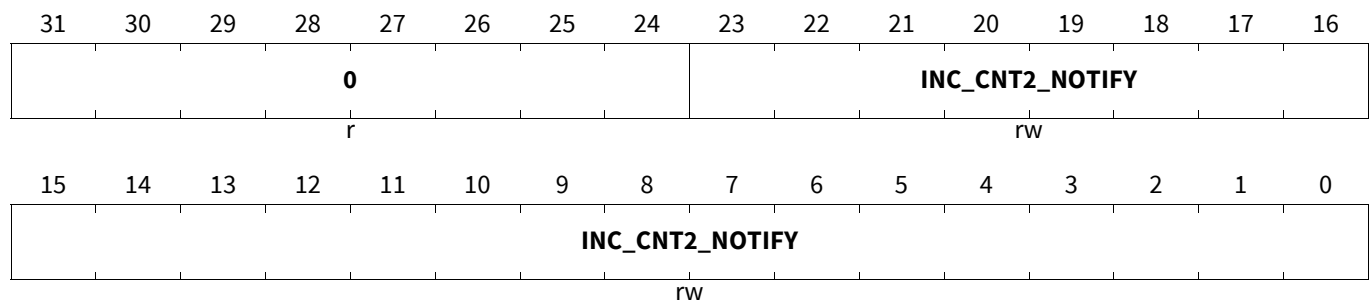 31 30 29 28 27 26 25 24 23 22 21 20 19 18 17 16
0 INC_CNT2_NOTIFY
r rw
15 14 13 12 11 10 9 8 7 6 5 4 3 2 1 0
INC_CNT2_NOTIFY
rw